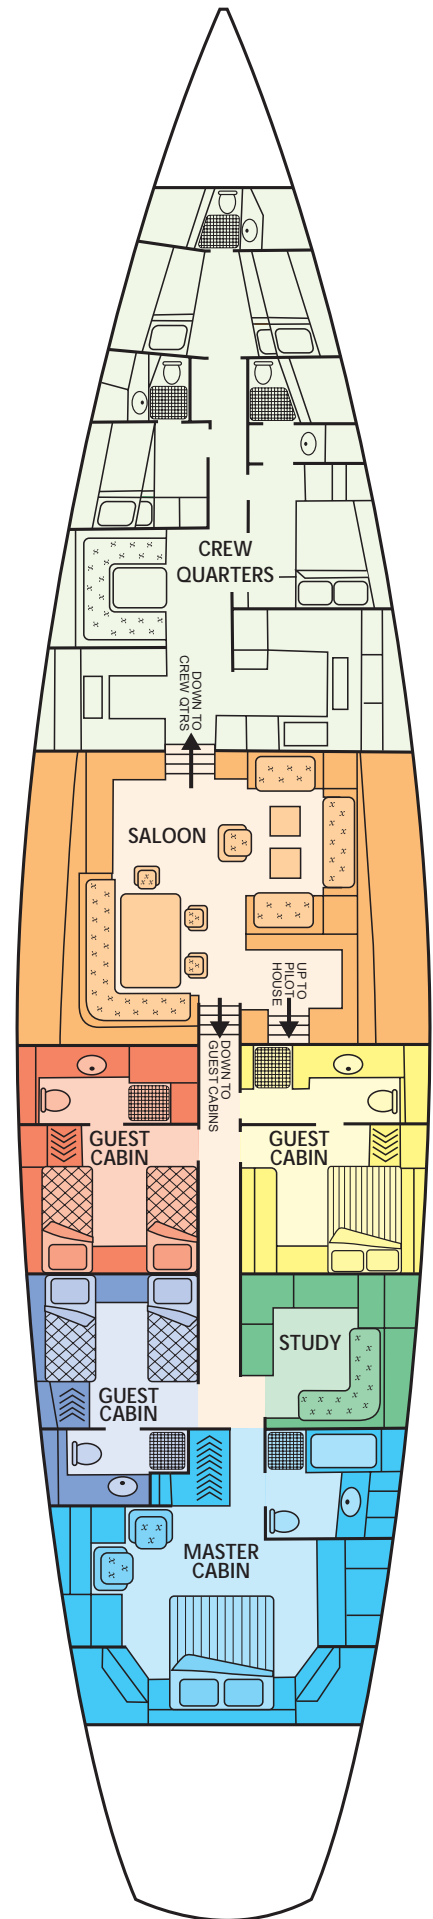 CREW
QUARTERS
DOWN TO
CREW QTRS
SALOON
UP TO
PILOT
HOUSE
DOWN TO
GUEST CABINS
GUEST
CABIN
GUEST
CABIN
STUDY
GUEST
CABIN
MASTER
CABIN